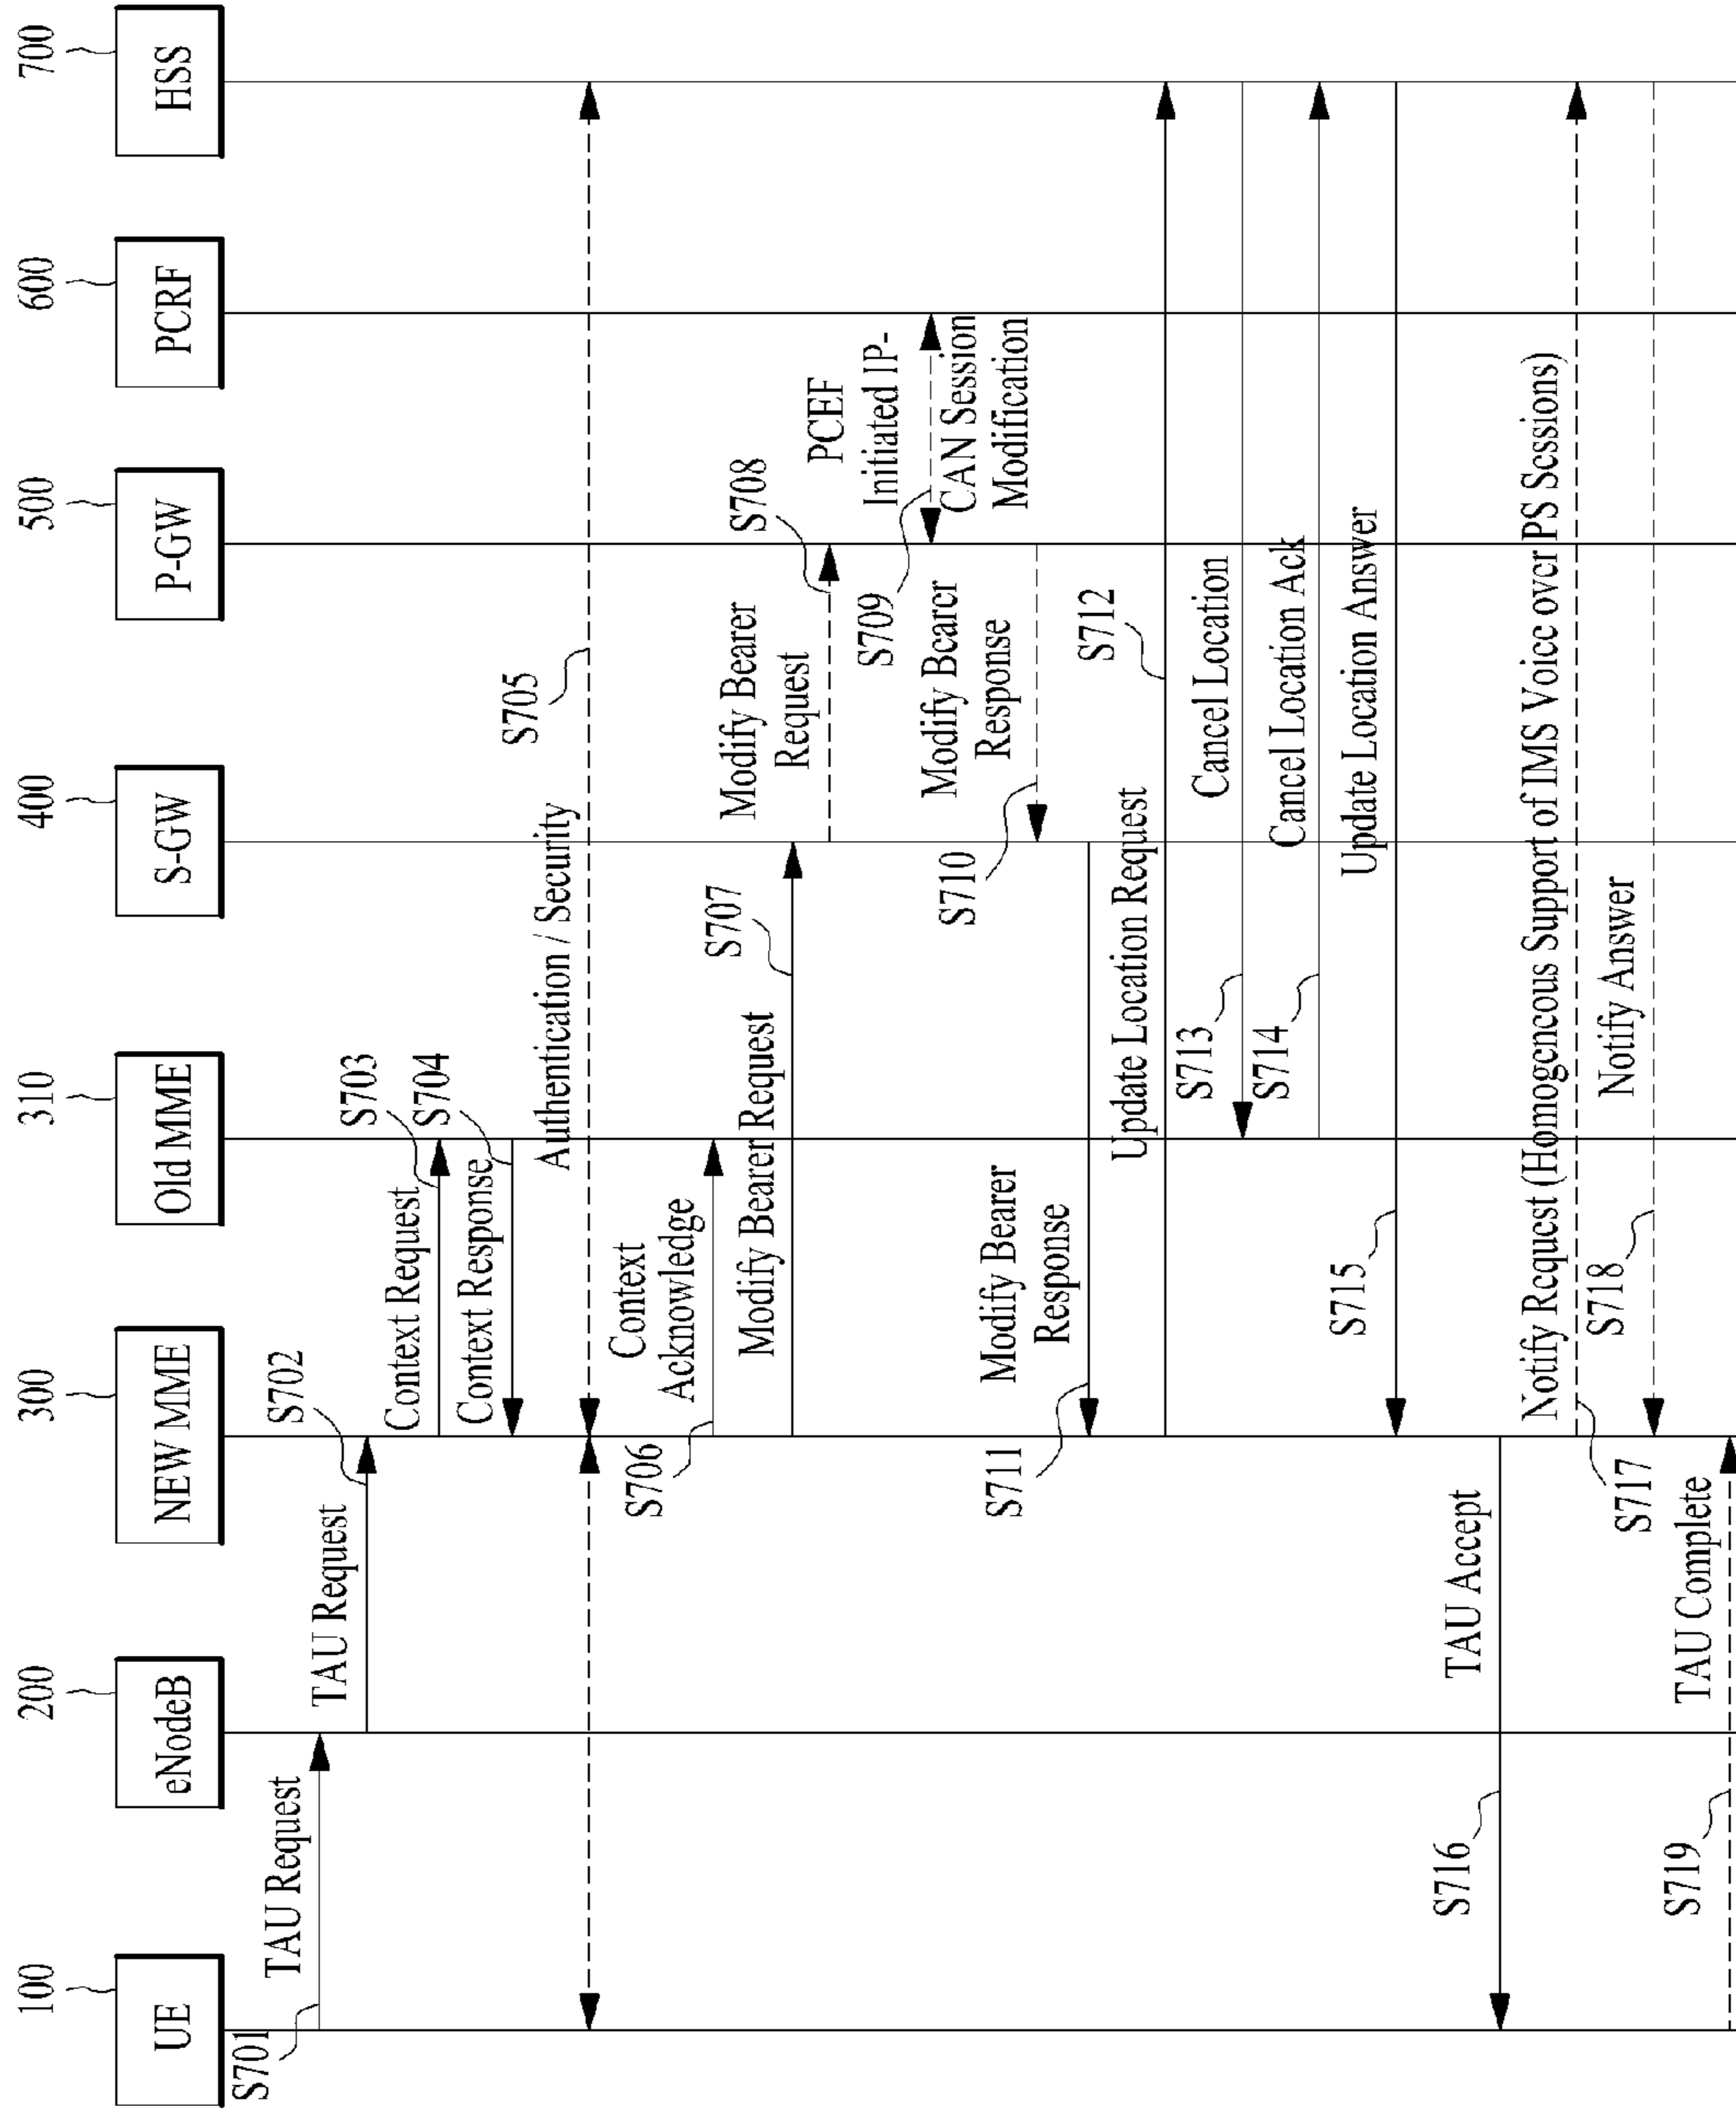 100
200
300
310
400
500
600
700
UE
eNodeB
NEW MME
Old MME
S-GW
P-GW
PCRF
HSS
S701
TAU Request
TAU Request
S702
Context Request
S703
Context Response
S704
Authentication / Security
S705
Context
Acknowledge
S706
Modify Bearer Request
S707
Modify Bearer
Request
S708
PCEF
Initiated IP-
CAN Session
Modification
S709
Modify Bearer
Response
S710
Modify Bearer
Response
S711
Update Location Request
S712
Cancel Location
S713
Cancel Location Ack
S714
Update Location Answer
S715
TAU Accept
S716
Notify Request (Homogeneous Support of IMS Voice over PS Sessions)
S717
Notify Answer
S718
TAU Complete
S719